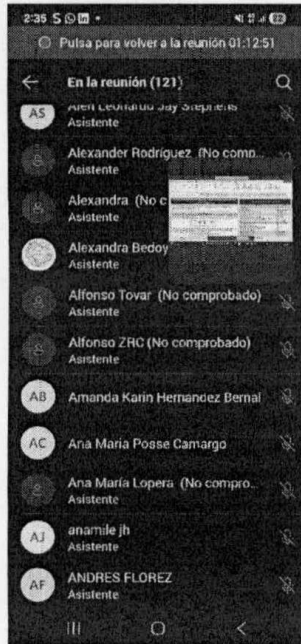 2:35
Pulsa para volver a la reunión 01:12:51
En la reunión (121)
AS
Asistente
Alexander Rodríguez (No comp...
Asistente
Alexandra (No c
Asistente
Alexandra Bedoy
Asistente
Alfonso Tovar (No comprobado)
Asistente
Alfonso ZRC (No comprobado)
Asistente
AB Amanda Karin Hernandez Bernal
AC Ana Maria Posse Camargo
Ana María Lopera (No compro...
Asistente
AJ anamile jh
Asistente
AF ANDRES FLOREZ
Asistente